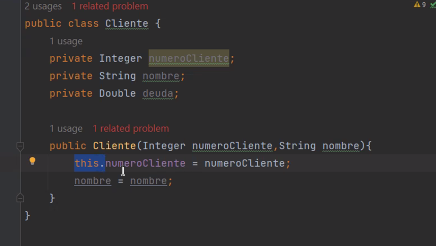 2 usages 1 related problem
9
public class Cliente {
1 usage
private Integer numeroCliente;
private String nombre;
private Double deuda;
1 usage 1 related problem
public Cliente(Integer numeroCliente,String nombre){
this.numeroCliente = numeroCliente;
nombre = nombre;
}
}